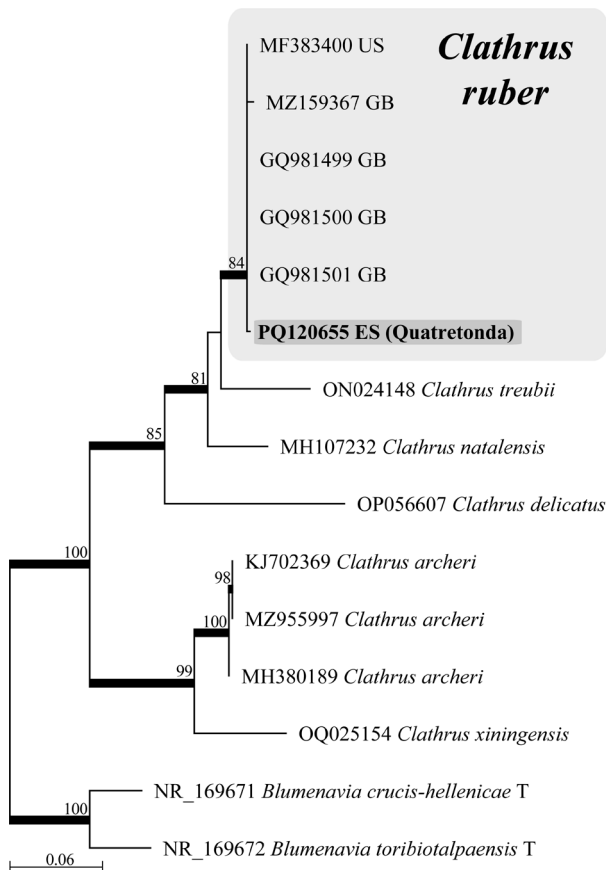 MF383400 US
Clathrus
ruber
MZ159367 GB
GQ981499 GB
GQ981500 GB
84
GQ981501 GB
PQ120655 ES (Quatretonda)
81
ON024148 Clathrus treubii
85
MH107232 Clathrus natalensis
OP056607 Clathrus delicatus
100
KJ702369 Clathrus archeri
98
MZ955997 Clathrus archeri
100
99
MH380189 Clathrus archeri
OQ025154 Clathrus xiningensis
NR_169671 Blumenavia crucis-hellenicae T
100
NR_169672 Blumenavia toribiotalpaensis T
0.06